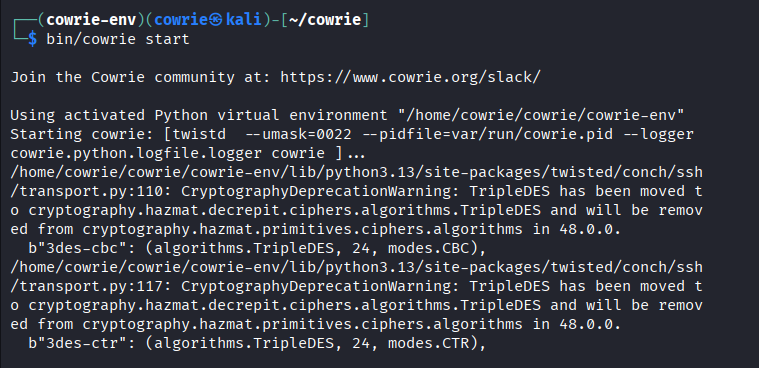 ┌──(cowrie-env)(cowrie㉿kali)-[~/cowrie]
└─$ bin/cowrie start
Join the Cowrie community at: https://www.cowrie.org/slack/
Using activated Python virtual environment "/home/cowrie/cowrie/cowrie-env"
Starting cowrie: [twistd  --umask=0022 --pidfile=var/run/cowrie.pid --logger
cowrie.python.logfile.logger cowrie ]...
/home/cowrie/cowrie/cowrie-env/lib/python3.13/site-packages/twisted/conch/ssh
/transport.py:110: CryptographyDeprecationWarning: TripleDES has been moved t
o cryptography.hazmat.decrepit.ciphers.algorithms.TripleDES and will be remov
ed from cryptography.hazmat.primitives.ciphers.algorithms in 48.0.0.
  b"3des-cbc": (algorithms.TripleDES, 24, modes.CBC),
/home/cowrie/cowrie/cowrie-env/lib/python3.13/site-packages/twisted/conch/ssh
/transport.py:117: CryptographyDeprecationWarning: TripleDES has been moved t
o cryptography.hazmat.decrepit.ciphers.algorithms.TripleDES and will be remov
ed from cryptography.hazmat.primitives.ciphers.algorithms in 48.0.0.
  b"3des-ctr": (algorithms.TripleDES, 24, modes.CTR),